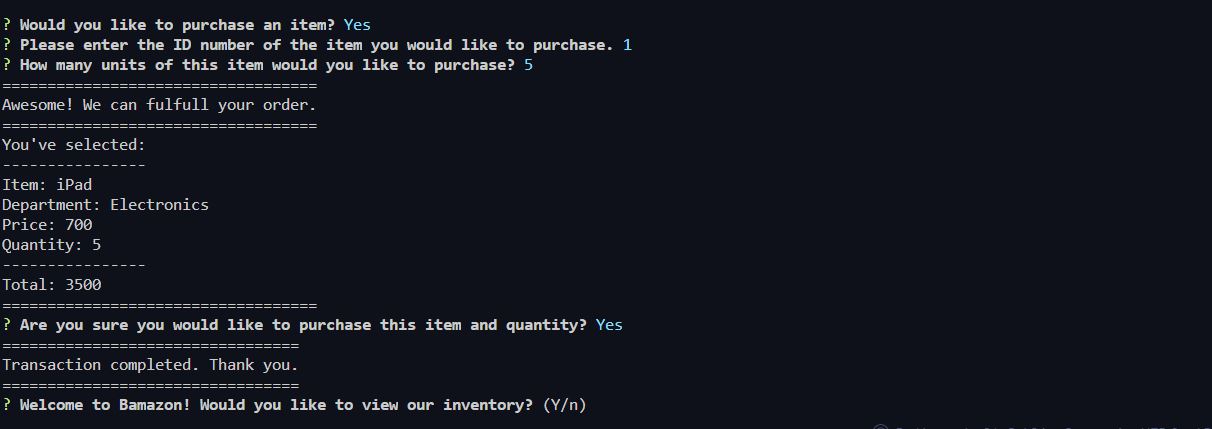 ? Would you like to purchase an item? Yes
? Please enter the ID number of the item you would like to purchase. 1
? How many units of this item would you like to purchase? 5
===================================
Awesome! We can fulfull your order.
===================================
You've selected:
----------------
Item: iPad
Department: Electronics
Price: 700
Quantity: 5
----------------
Total: 3500
===================================
? Are you sure you would like to purchase this item and quantity? Yes
=================================
Transaction completed. Thank you.
=================================
? Welcome to Bamazon! Would you like to view our inventory? (Y/n)